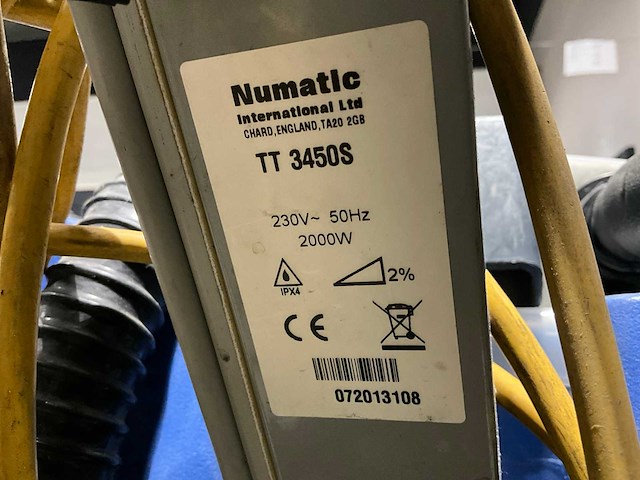 Numatic
International Ltd
CHARD, ENGLAND, TA20 2GB
TT 3450S
230V~ 50Hz
2000W
IPX4
2%
CE
072013108